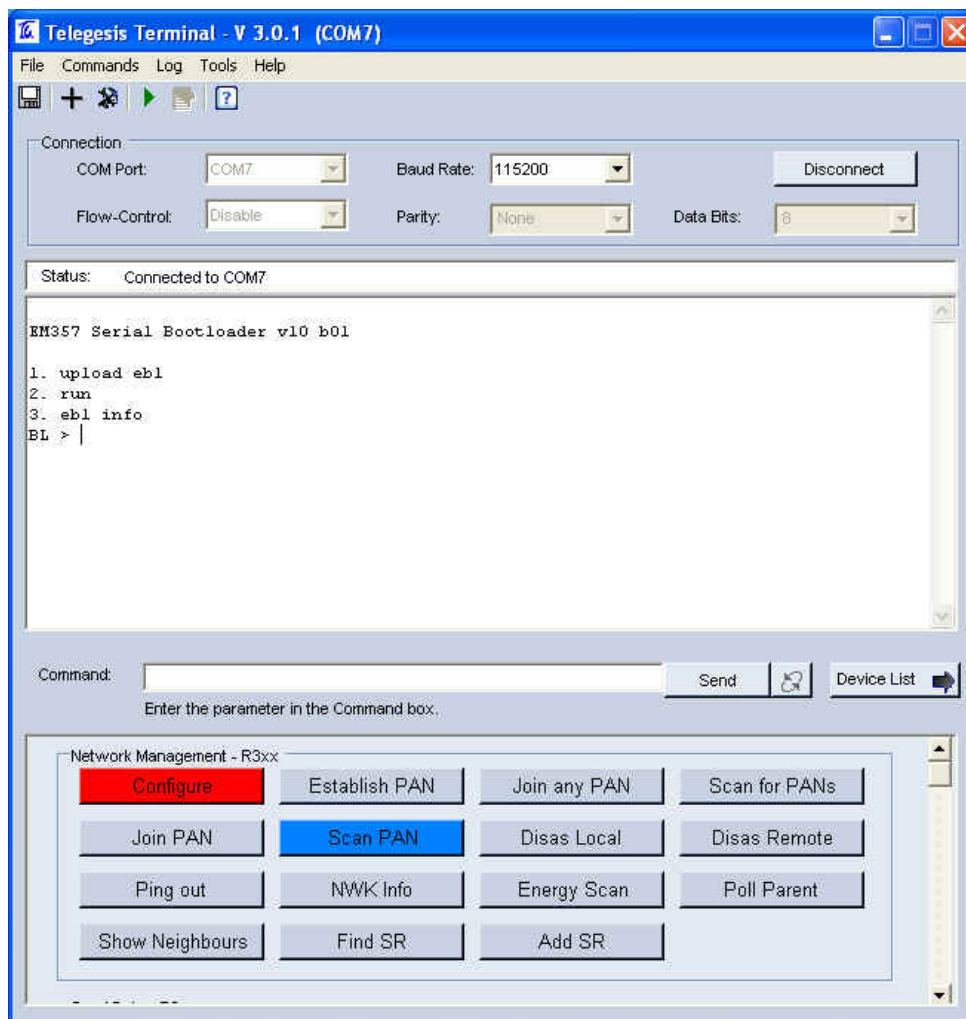 Telegesis Terminal - V 3.0.1 (COM7)
File Commands Log Tools Help
Connection
COM Port: COM7 Baud Rate: 115200 Disconnect
Flow-Control: Disable Parity: None Data Bits: 8
Status: Connected to COM7
EM357 Serial Bootloader v10 b01
1. upload ebl
2. run
3. ebl info
BL >
Command: Send Device List
Enter the parameter in the Command box.
Network Management - R3xx
Configure Establish PAN Join any PAN Scan for PANs
Join PAN Scan PAN Disas Local Disas Remote
Ping out NWK Info Energy Scan Poll Parent
Show Neighbours Find SR Add SR